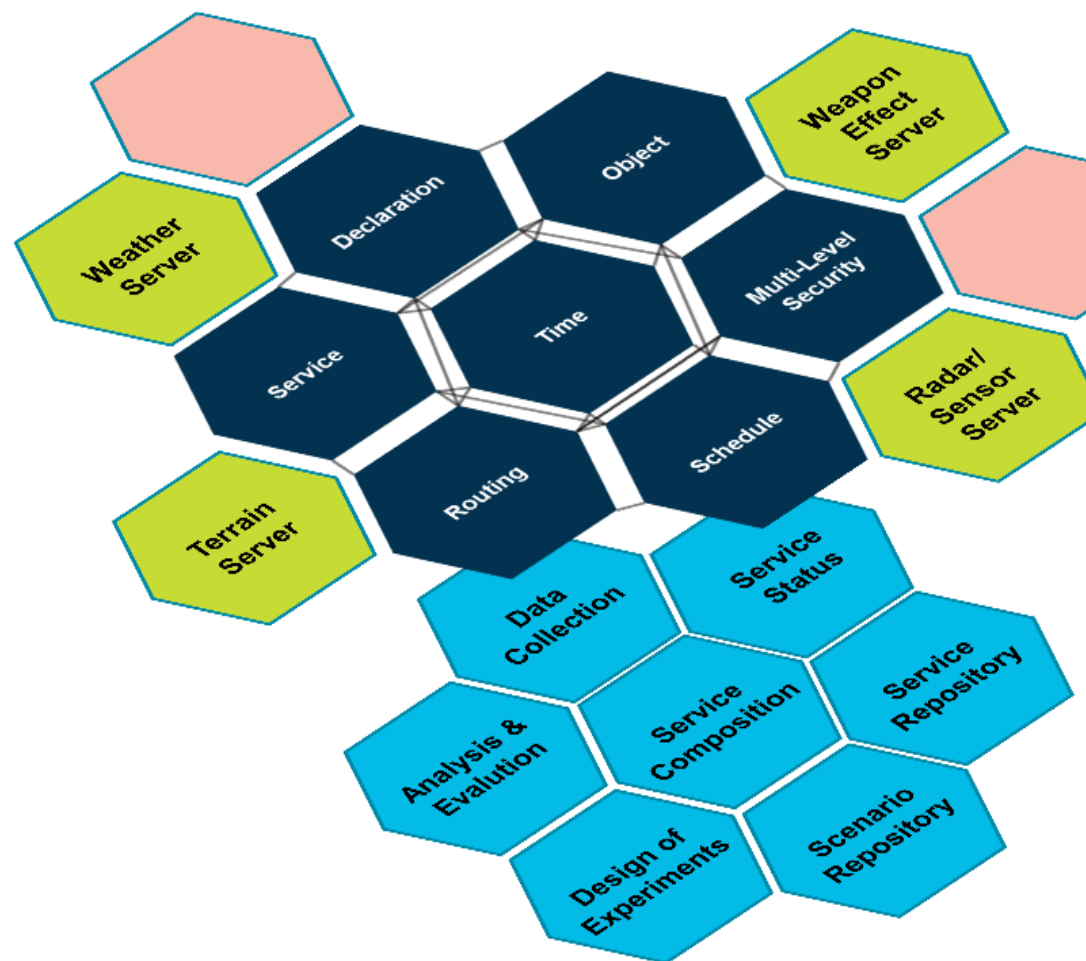 Weapon
Effect
Server
Object
Declaration
Weather
Server
Multi-Level
Security
Time
Service
Radar/
Sensor
Server
Schedule
Routing
Terrain
Server
Service
Status
Data
Collection
Service
Repository
Service
Composition
Analysis &
Evalution
Scenario
Repository
Design of
Experiments